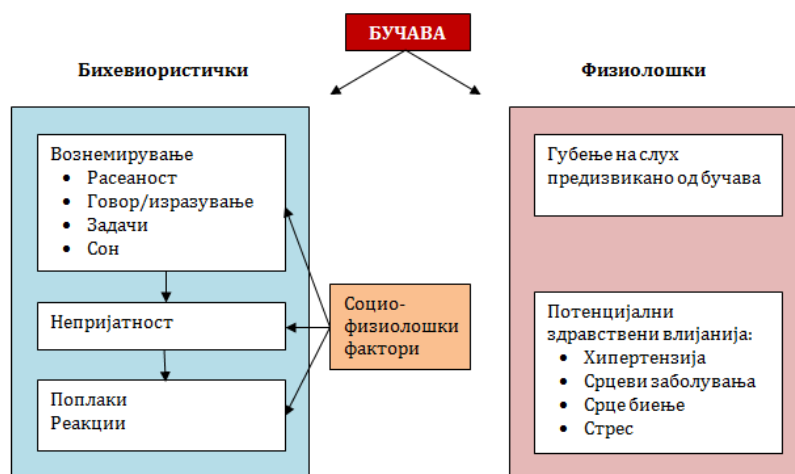 БУЧАВА
Бихевиористички
Физиолошки
Вознемирување
• Расеаност
• Говор/изразување
• Задачи
• Сон
Непријатност
Поплаки
Реакции
Социо-
физиолошки
фактори
Губење на слух
предизвикано од бучава
Потенцијални
здравствени влијанија:
• Хипертензија
• Срцеви заболувања
• Срце биење
• Стрес